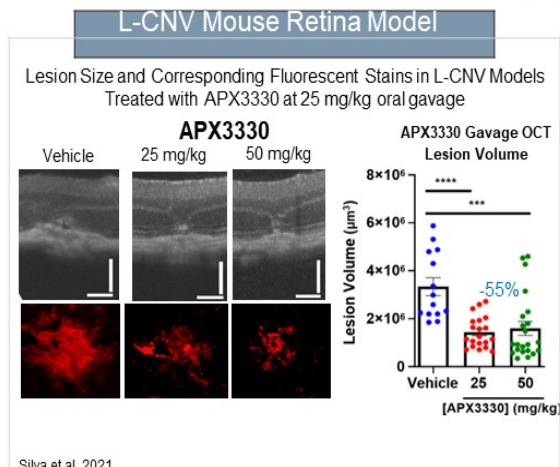 L-CNV Mouse Retina Model
Lesion Size and Corresponding Fluorescent Stains in L-CNV Models
Treated with APX3330 at 25 mg/kg oral gavage
APX3330
Vehicle 25 mg/kg 50 mg/kg
APX3330 Gavage OCT
Lesion Volume
8×10⁶
6×10⁶
4×10⁶
2×10⁶
0
Lesion Volume (μm³)
****
***
-55%
Vehicle 25 50
[APX3330] (mg/kg)
Silva et al. 2021